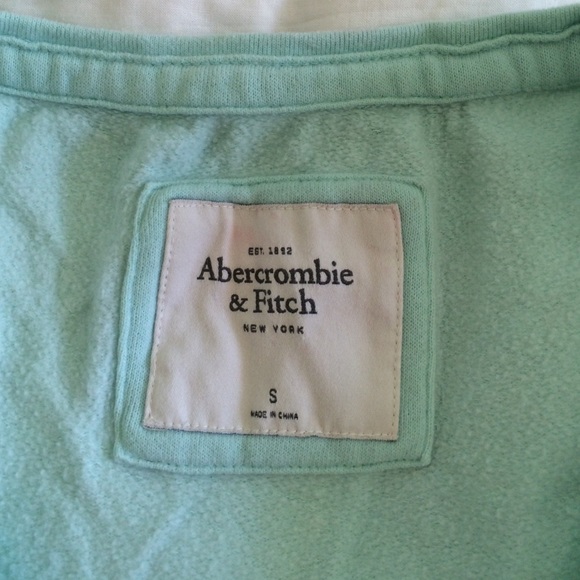 EST. 1892
Abercrombie
& Fitch
NEW YORK
S
MADE IN CHINA